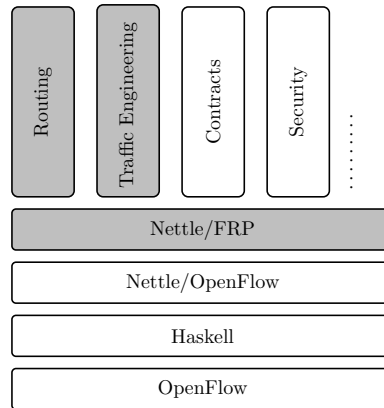 Routing
Traffic Engineering
Contracts
Security
Nettle/FRP
Nettle/OpenFlow
Haskell
OpenFlow